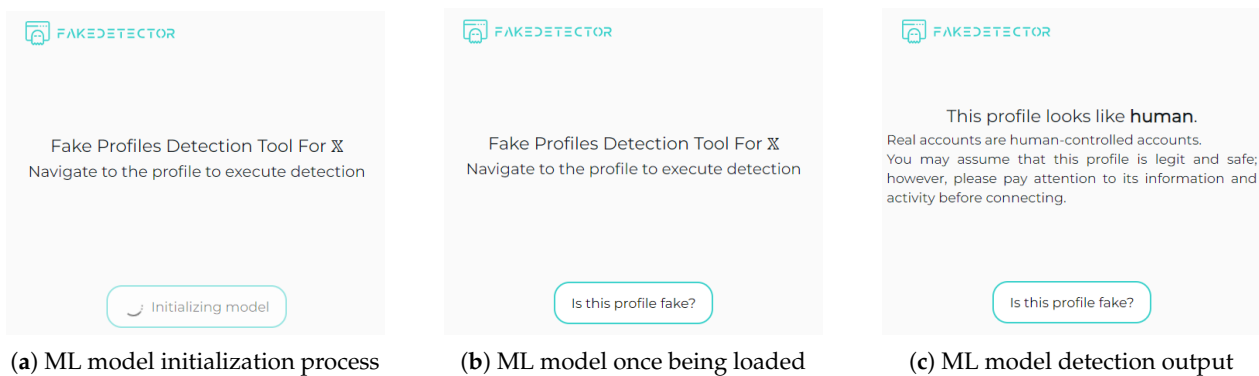 FAKEDETECTOR
Fake Profiles Detection Tool For 𝕏
Navigate to the profile to execute detection
Initializing model
(a) ML model initialization process
FAKEDETECTOR
Fake Profiles Detection Tool For 𝕏
Navigate to the profile to execute detection
Is this profile fake?
(b) ML model once being loaded
FAKEDETECTOR
This profile looks like human.
Real accounts are human-controlled accounts.
You may assume that this profile is legit and safe;
however, please pay attention to its information and
activity before connecting.
Is this profile fake?
(c) ML model detection output